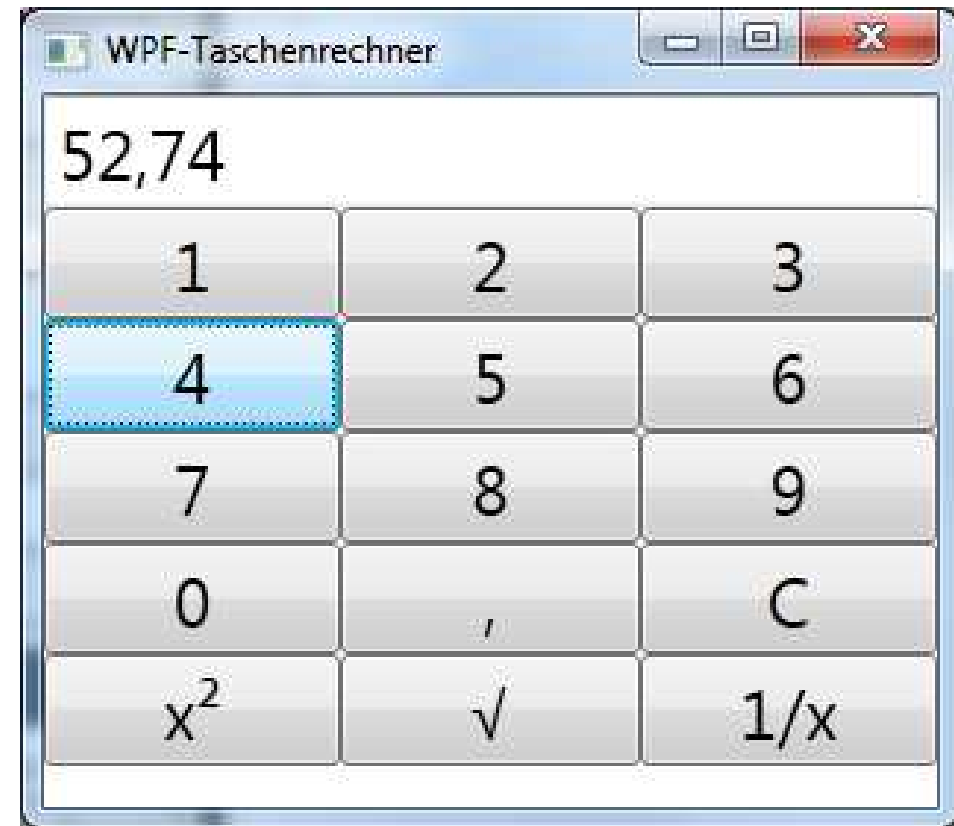 WPF-Taschenrechner
52,74
1 2 3
4 5 6
7 8 9
0 , C
x² √ 1/x